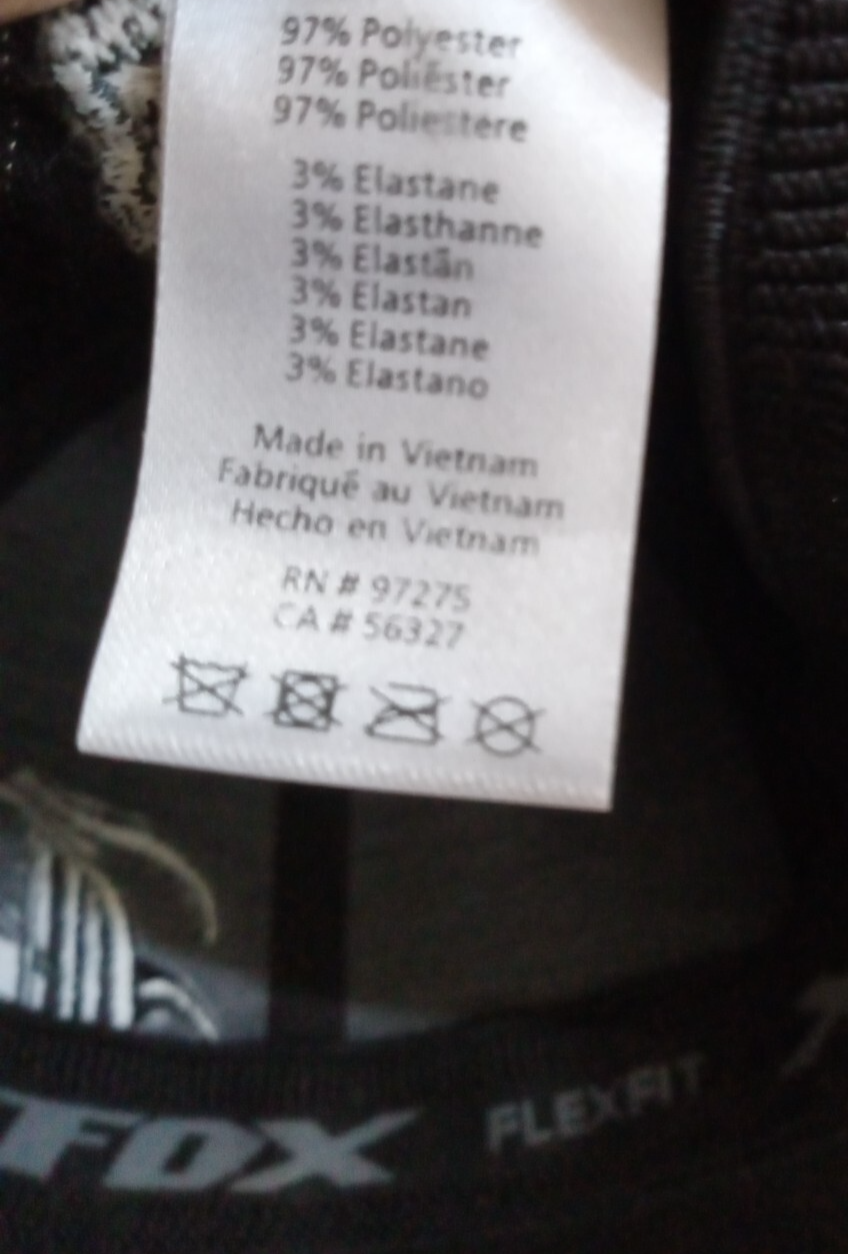 97% Polyester
97% Poliéster
97% Poliestere
3% Elastane
3% Elasthanne
3% Elastán
3% Elastan
3% Elastane
3% Elastano
Made in Vietnam
Fabriqué au Vietnam
Hecho en Vietnam
RN # 97275
CA # 56327
FOX FLEXFIT